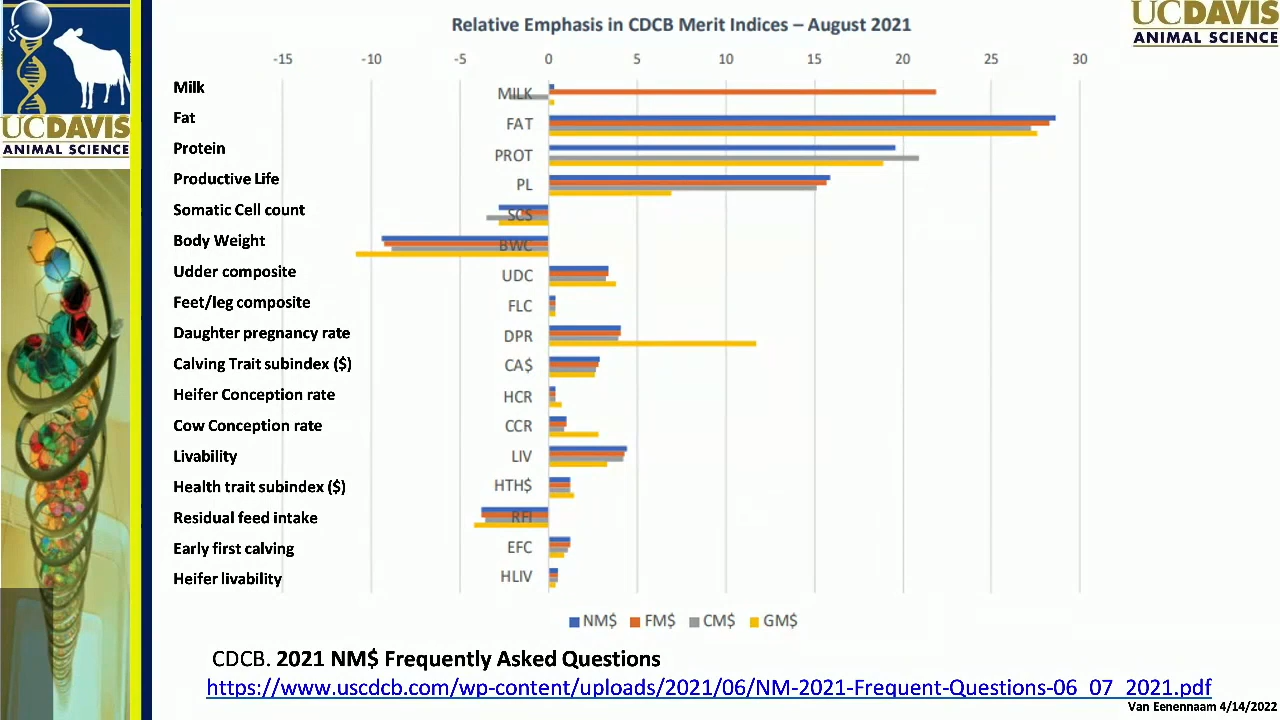 Relative Emphasis in CDCB Merit Indices – August 2021
UCDAVIS
ANIMAL SCIENCE
UCDAVIS
ANIMAL SCIENCE
-15 -10 -5 0 5 10 15 20 25 30
Milk MILK
Fat FAT
Protein PROT
Productive Life PL
Somatic Cell count SCS
Body Weight BWC
Udder composite UDC
Feet/leg composite FLC
Daughter pregnancy rate DPR
Calving Trait subindex ($) CA$
Heifer Conception rate HCR
Cow Conception rate CCR
Livability LIV
Health trait subindex ($) HTH$
Residual feed intake RFI
Early first calving EFC
Heifer livability HLIV
NM$ FM$ CM$ GM$
CDCB. 2021 NM$ Frequently Asked Questions
https://www.uscdcb.com/wp-content/uploads/2021/06/NM-2021-Frequent-Questions-06_07_2021.pdf
Van Eenennaam 4/14/2022